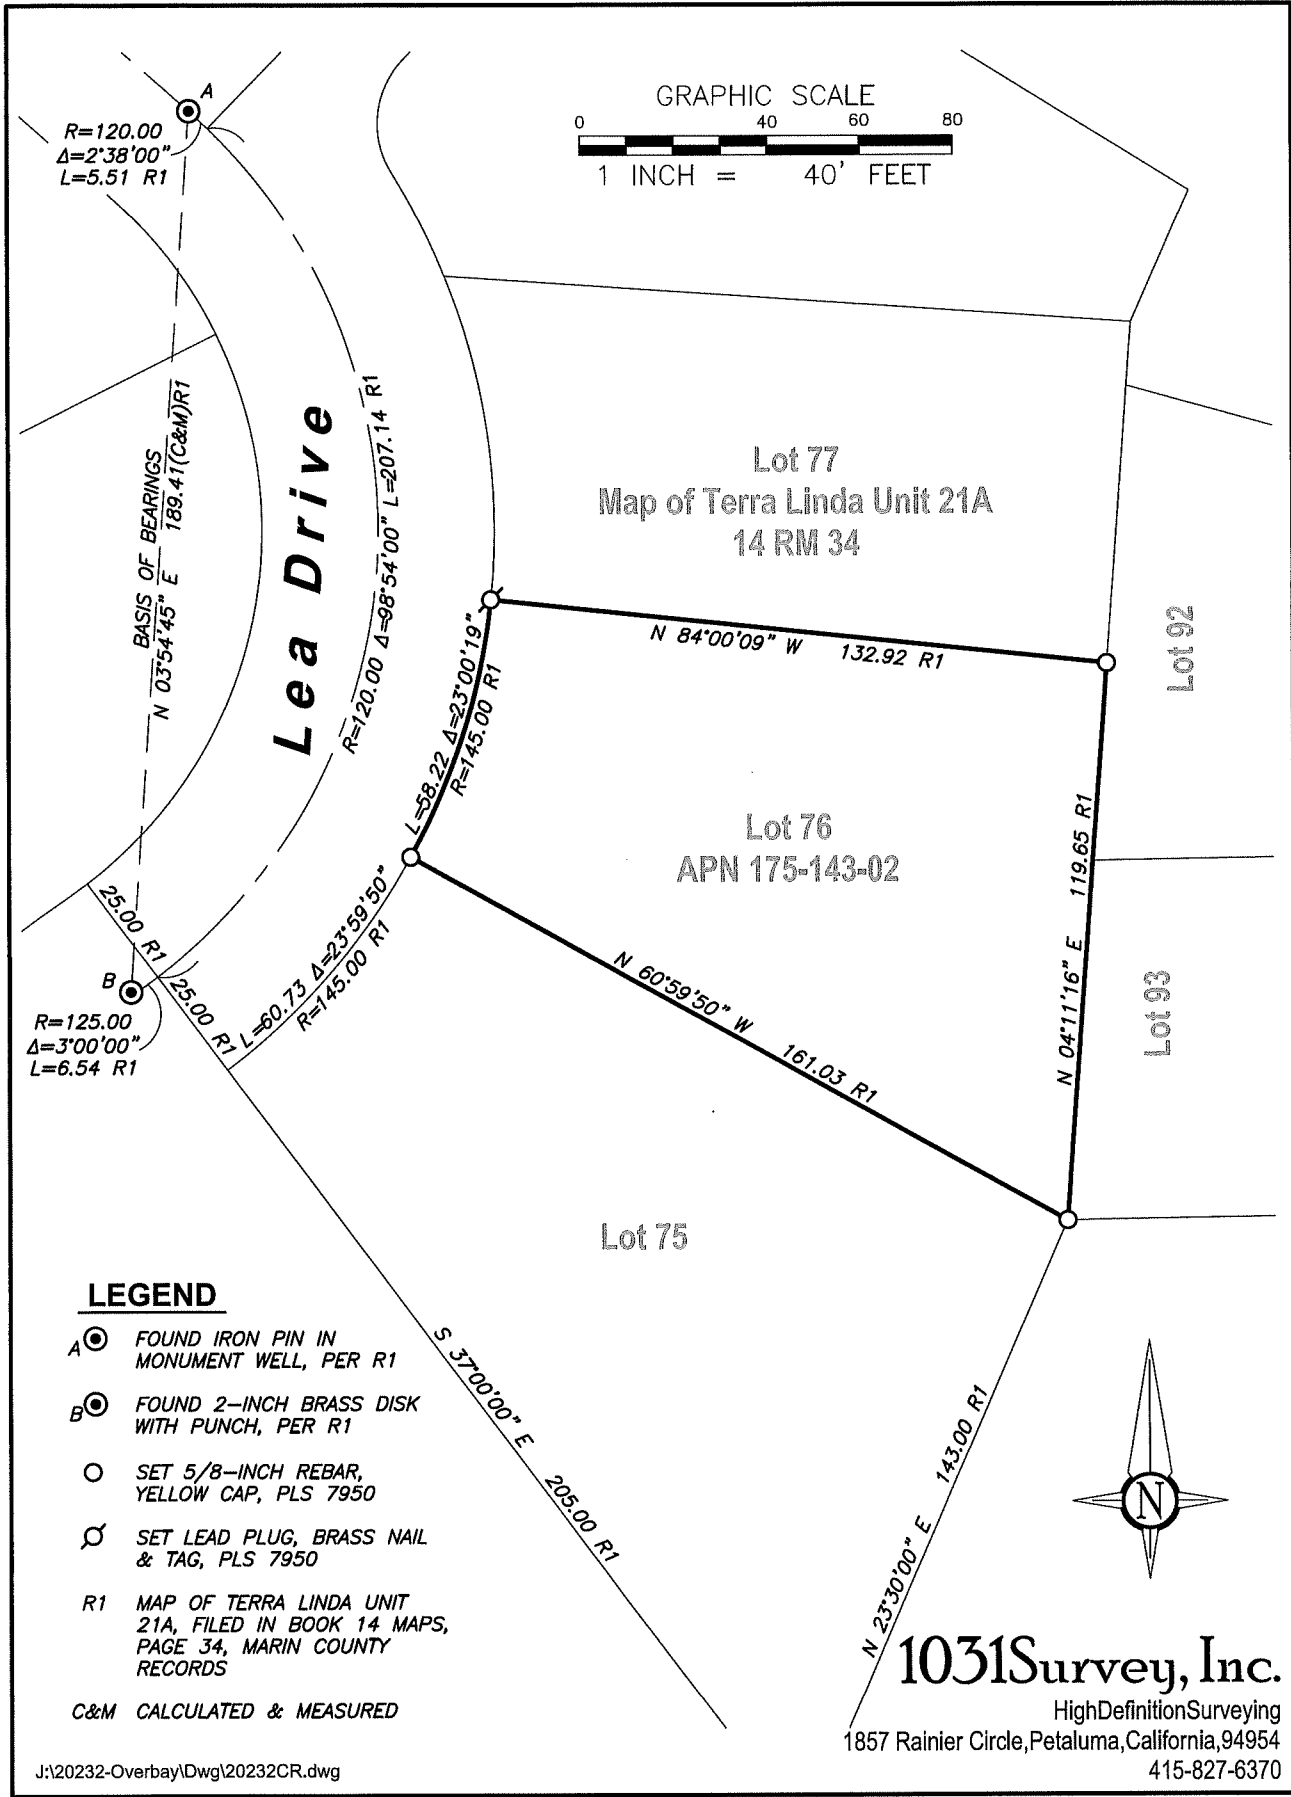 GRAPHIC SCALE
0 40 60 80
1 INCH = 40' FEET
A
R=120.00
Δ=2°38'00"
L=5.51 R1
BASIS OF BEARINGS
N 03°54'45" E 189.41(C&M)R1
Lea Drive
R=120.00 Δ=98°54'00" L=207.14 R1
Lot 77
Map of Terra Linda Unit 21A
14 RM 34
N 84°00'09" W 132.92 R1
Lot 92
L=58.22 Δ=23°00'19"
R=145.00 R1
Lot 76
APN 175-143-02
N 04°11'16" E 119.65 R1
25.00 R1
B
25.00 R1
R=125.00
Δ=3°00'00"
L=6.54 R1
L=60.73 Δ=23°59'50"
R=145.00 R1
N 60°59'50" W 161.03 R1
Lot 93
Lot 75
S 37°00'00" E 205.00 R1
N 23°30'00" E 143.00 R1
LEGEND
A FOUND IRON PIN IN
MONUMENT WELL, PER R1
B FOUND 2-INCH BRASS DISK
WITH PUNCH, PER R1
SET 5/8-INCH REBAR,
YELLOW CAP, PLS 7950
SET LEAD PLUG, BRASS NAIL
& TAG, PLS 7950
R1 MAP OF TERRA LINDA UNIT
21A, FILED IN BOOK 14 MAPS,
PAGE 34, MARIN COUNTY
RECORDS
C&M CALCULATED & MEASURED
N
1031Survey, Inc.
HighDefinitionSurveying
1857 Rainier Circle,Petaluma,California,94954
415-827-6370
J:\20232-Overbay\Dwg\20232CR.dwg